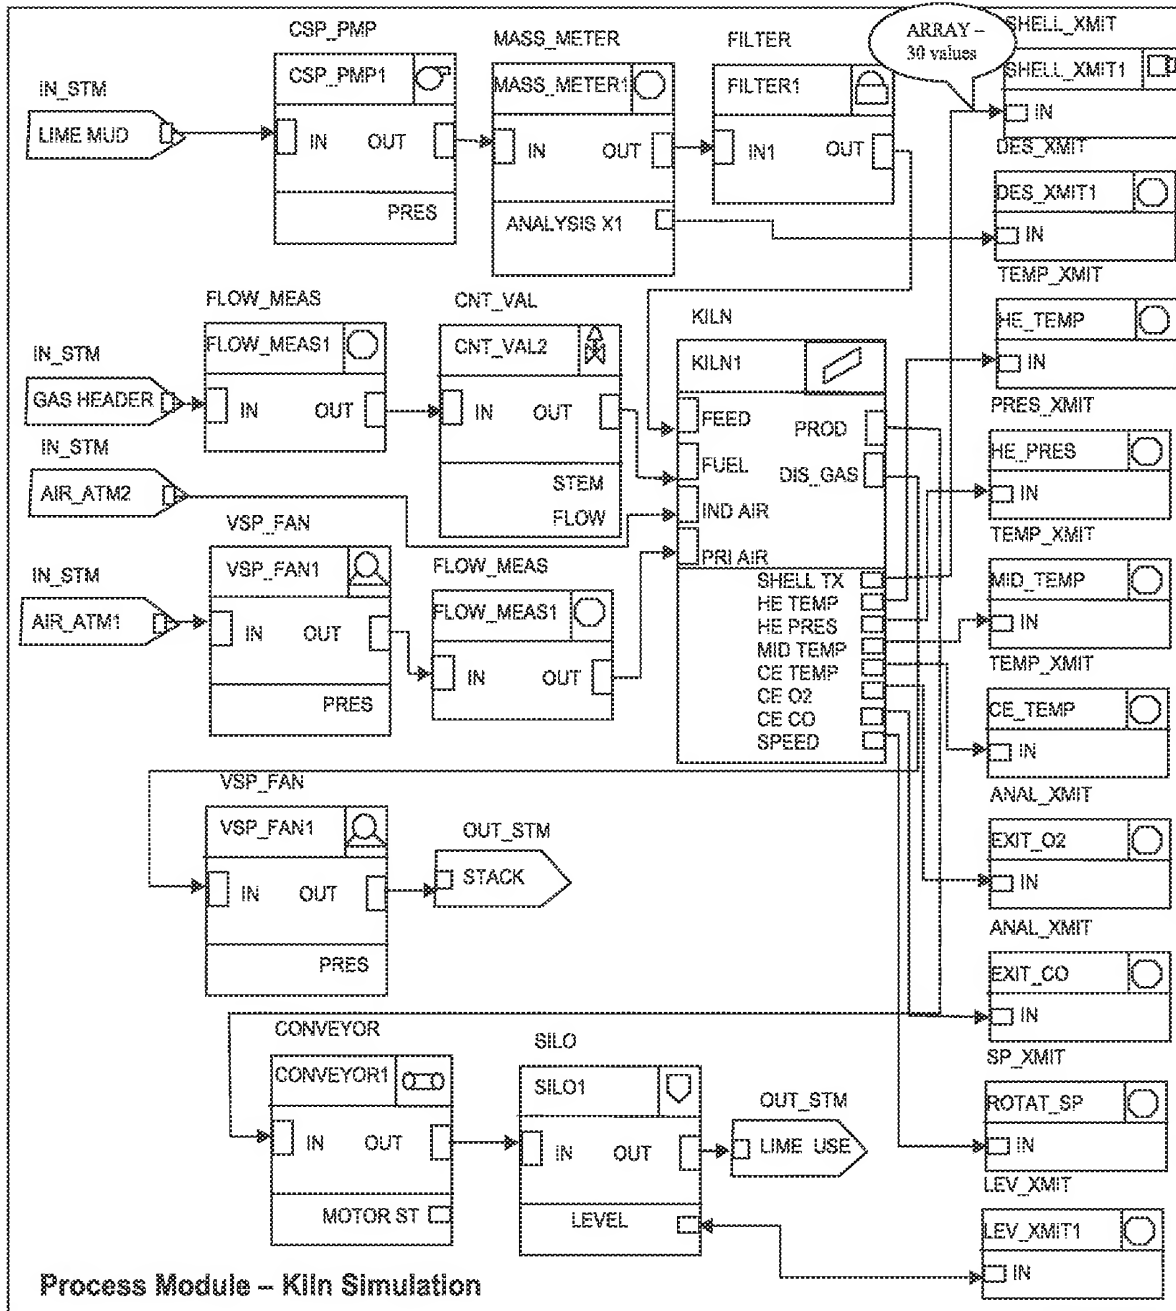 CSP_PMP
CSP_PMP1
IN OUT
PRES
MASS_METER
MASS_METER1
IN OUT
ANALYSIS X1
FILTER
FILTER1
IN1 OUT
ARRAY –
30 values
SHELL_XMIT
SHELL_XMIT1
IN
IN_STM
LIME MUD
DES_XMIT
DES_XMIT1
IN
FLOW_MEAS
FLOW_MEAS1
IN OUT
CNT_VAL
CNT_VAL2
IN OUT
STEM
FLOW
KILN
KILN1
FEED
FUEL
IND AIR
PRI AIR
PROD
DIS_GAS
SHELL TX
HE TEMP
HE PRES
MID TEMP
CE TEMP
CE O2
CE CO
SPEED
TEMP_XMIT
HE_TEMP
IN
IN_STM
GAS HEADER
IN_STM
AIR_ATM2
PRES_XMIT
HE_PRES
IN
VSP_FAN
VSP_FAN1
IN OUT
PRES
IN_STM
AIR_ATM1
FLOW_MEAS
FLOW_MEAS1
IN OUT
TEMP_XMIT
MID_TEMP
IN
TEMP_XMIT
CE_TEMP
IN
VSP_FAN
VSP_FAN1
IN OUT
PRES
OUT_STM
STACK
ANAL_XMIT
EXIT_O2
IN
ANAL_XMIT
EXIT_CO
IN
CONVEYOR
CONVEYOR1
IN OUT
MOTOR ST
SILO
SILO1
IN OUT
LEVEL
OUT_STM
LIME USE
SP_XMIT
ROTAT_SP
IN
LEV_XMIT
LEV_XMIT1
IN
Process Module – Kiln Simulation